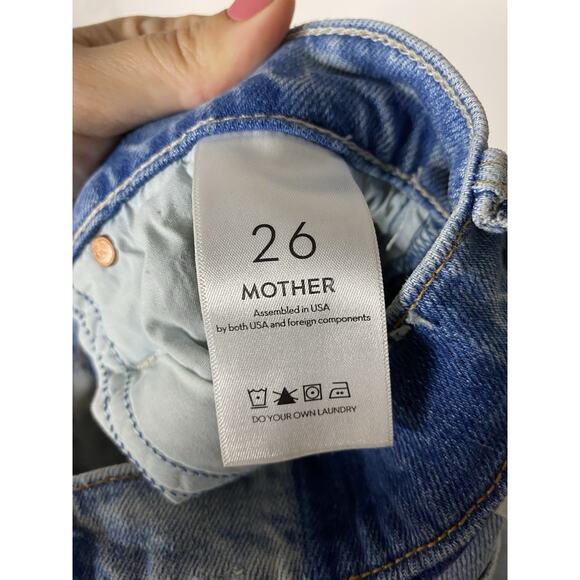 26
MOTHER
Assembled in USA
by both USA and foreign components
DO YOUR OWN LAUNDRY